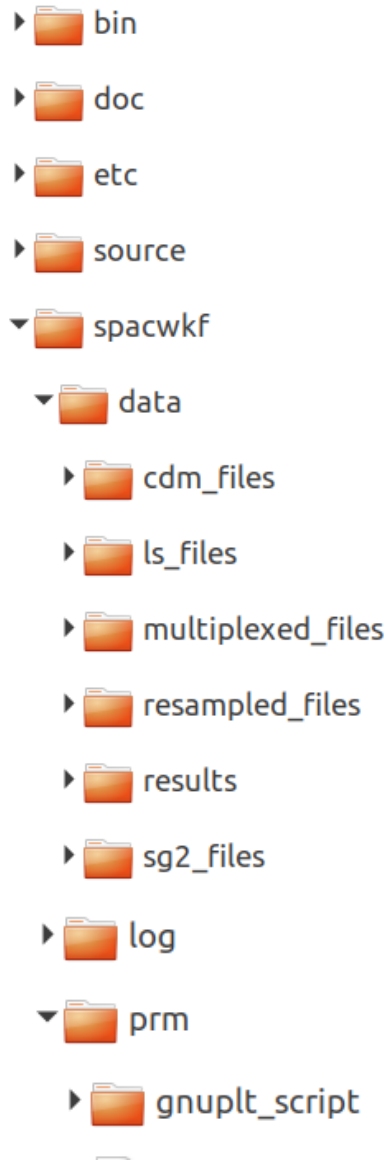 bin
doc
etc
source
spacwkf
data
cdm_files
ls_files
multiplexed_files
resampled_files
results
sg2_files
log
prm
gnuplt_script